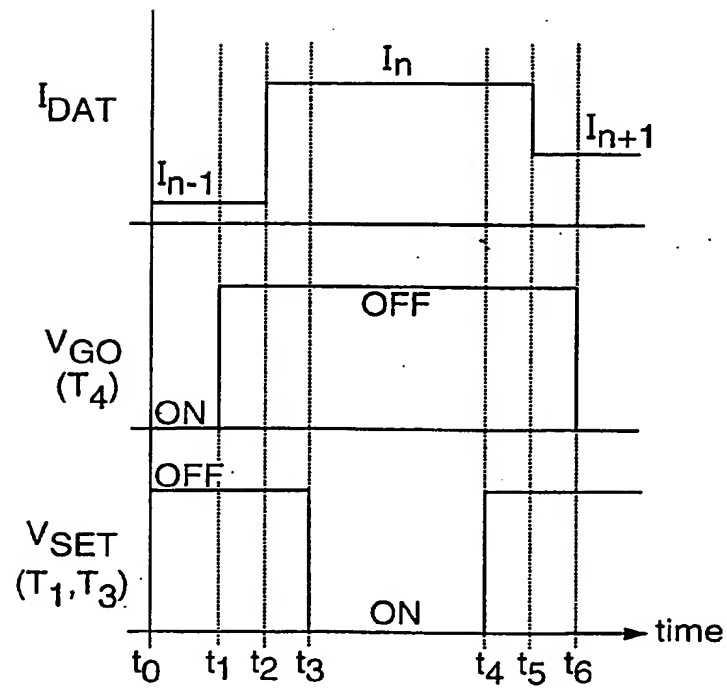 I_DAT
I_n
I_n-1
I_n+1
V_GO
(T_4)
OFF
ON
V_SET
(T_1,T_3)
OFF
ON
time
t_0 t_1 t_2 t_3 t_4 t_5 t_6